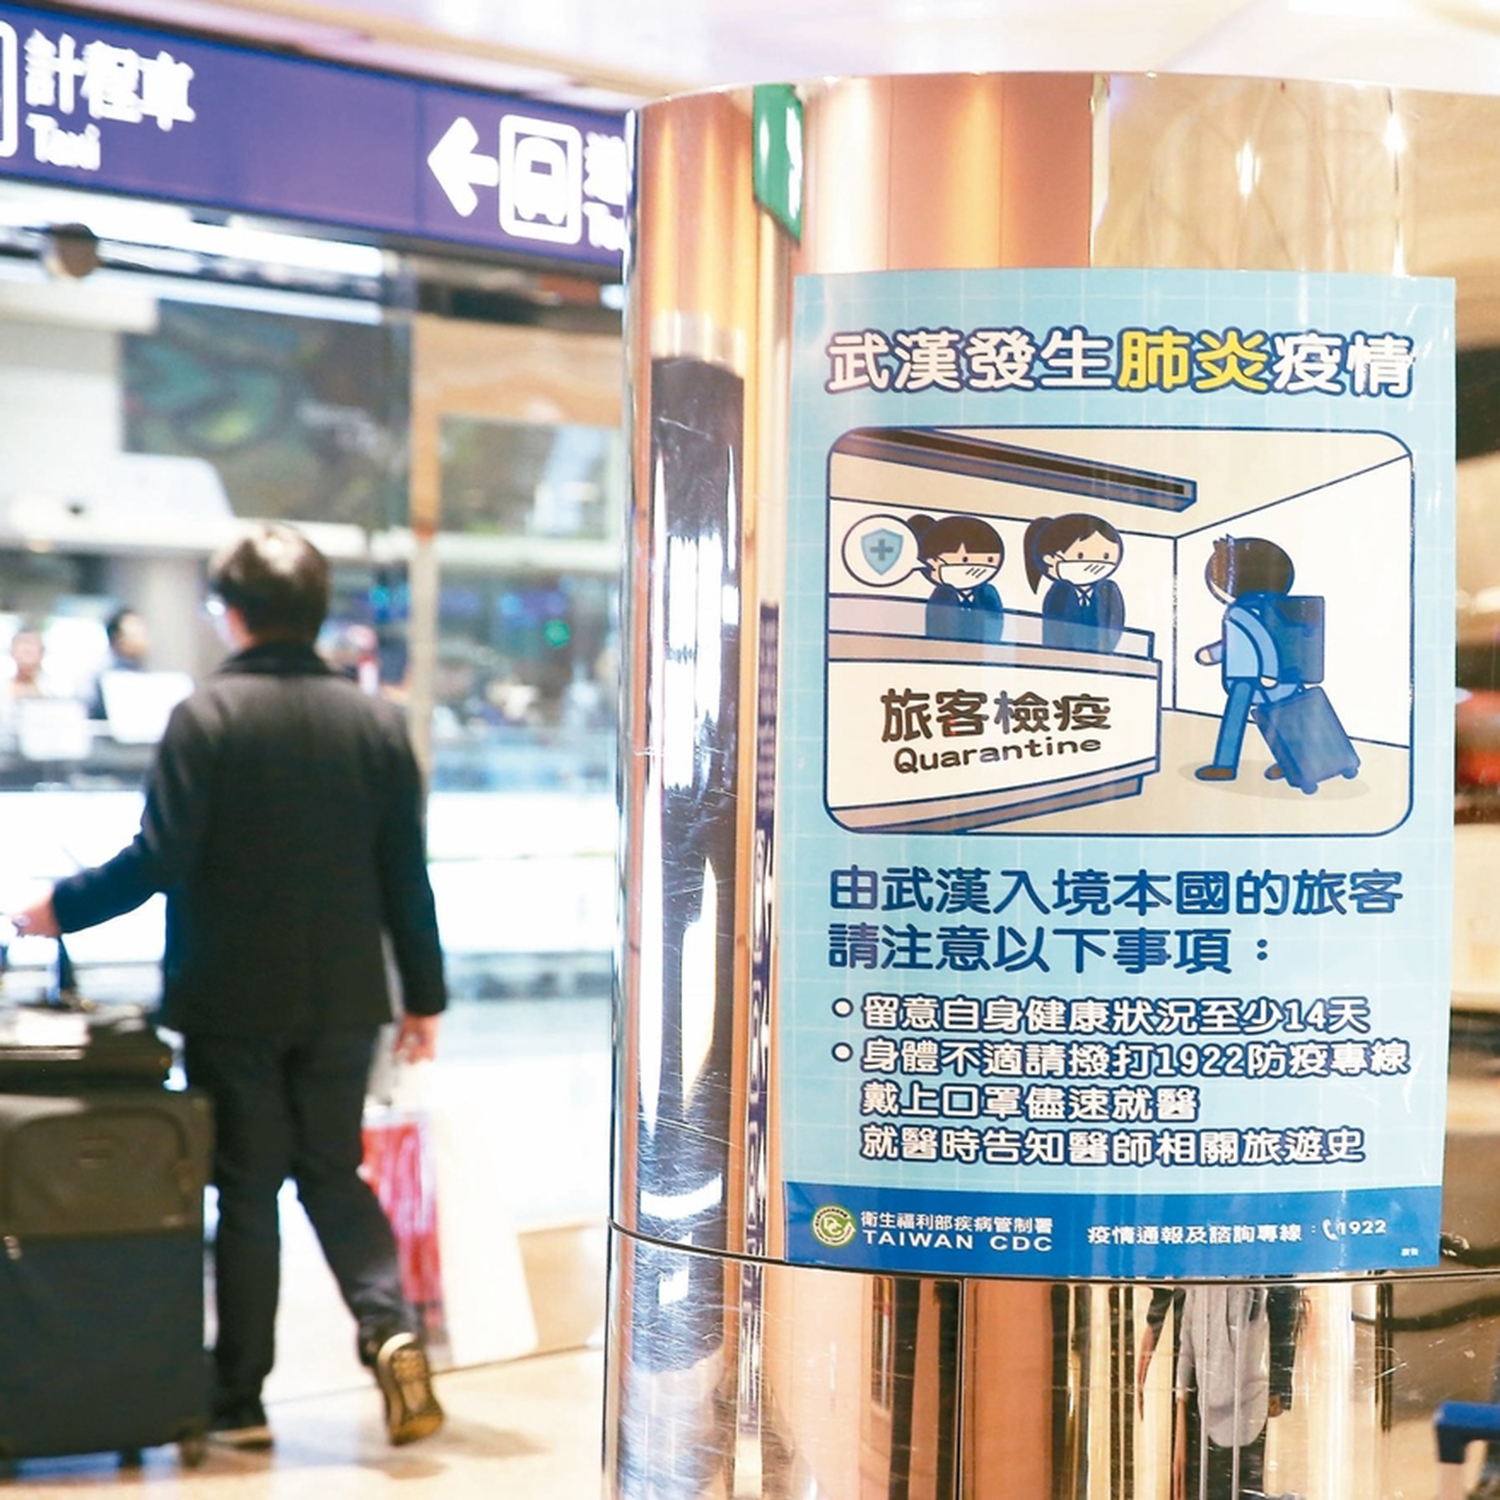 計程車
Taxi
武漢發生肺炎疫情
旅客檢疫
Quarantine
由武漢入境本國的旅客
請注意以下事項：
•留意自身健康狀況至少14天
•身體不適請撥打1922防疫專線
戴上口罩儘速就醫
就醫時告知醫師相關旅遊史
衛生福利部疾病管制署
TAIWAN CDC
疫情通報及諮詢專線：1922